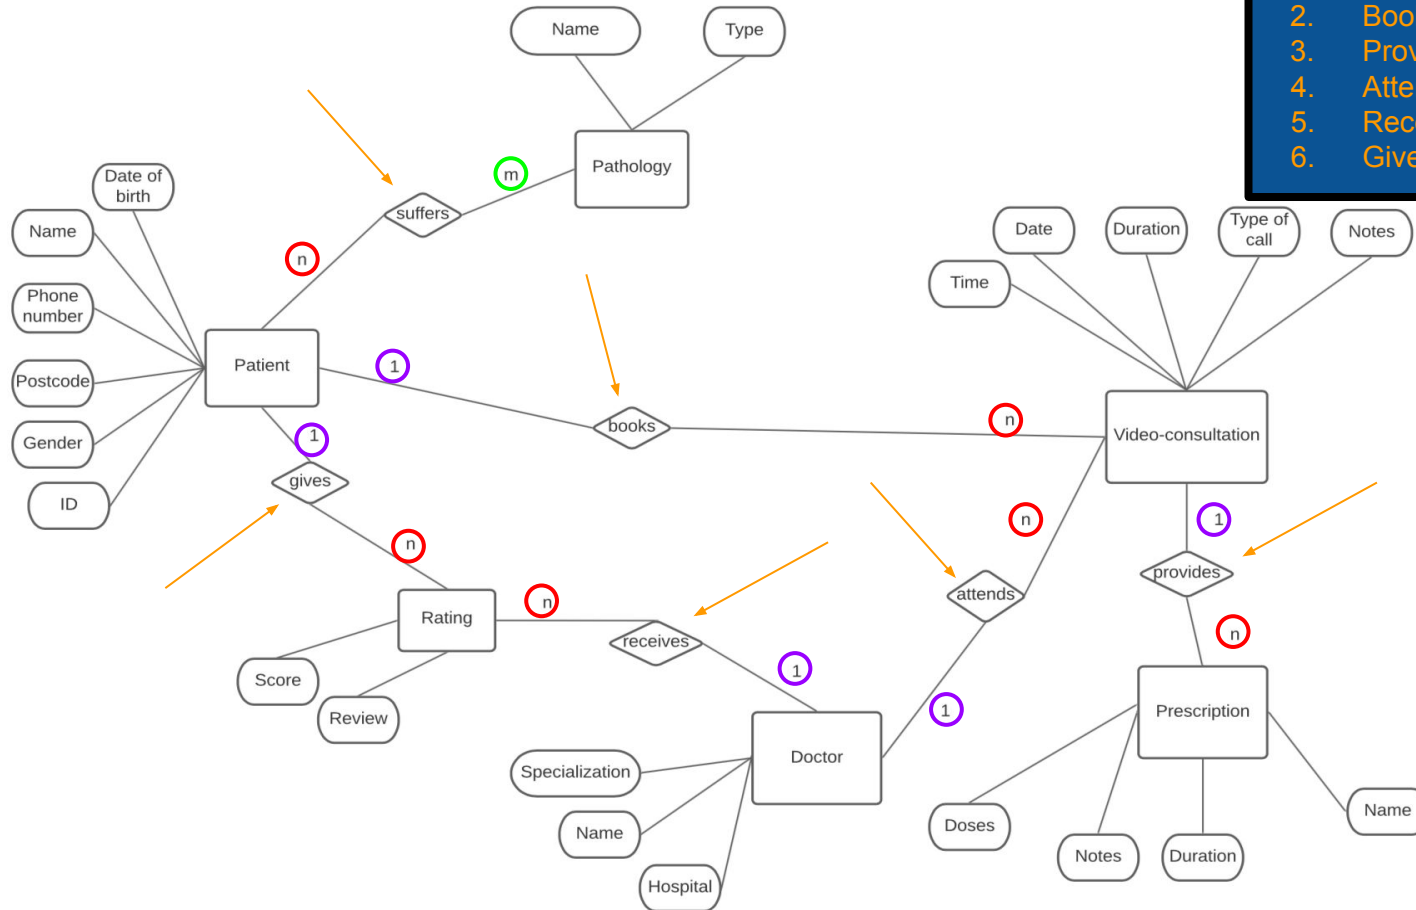 Name
Type
2. Boo
3. Prov
4. Atte
5. Rece
6. Give
Pathology
m
suffers
Date of
birth
Name
Phone
number
Postcode
Gender
ID
n
Patient
1
books
n
Time
Date
Duration
Type of
call
Notes
Video-consultation
1
gives
n
n
attends
1
1
provides
n
Rating
Score
Review
n
receives
1
Doctor
Specialization
Name
Hospital
Prescription
Doses
Notes
Duration
Name